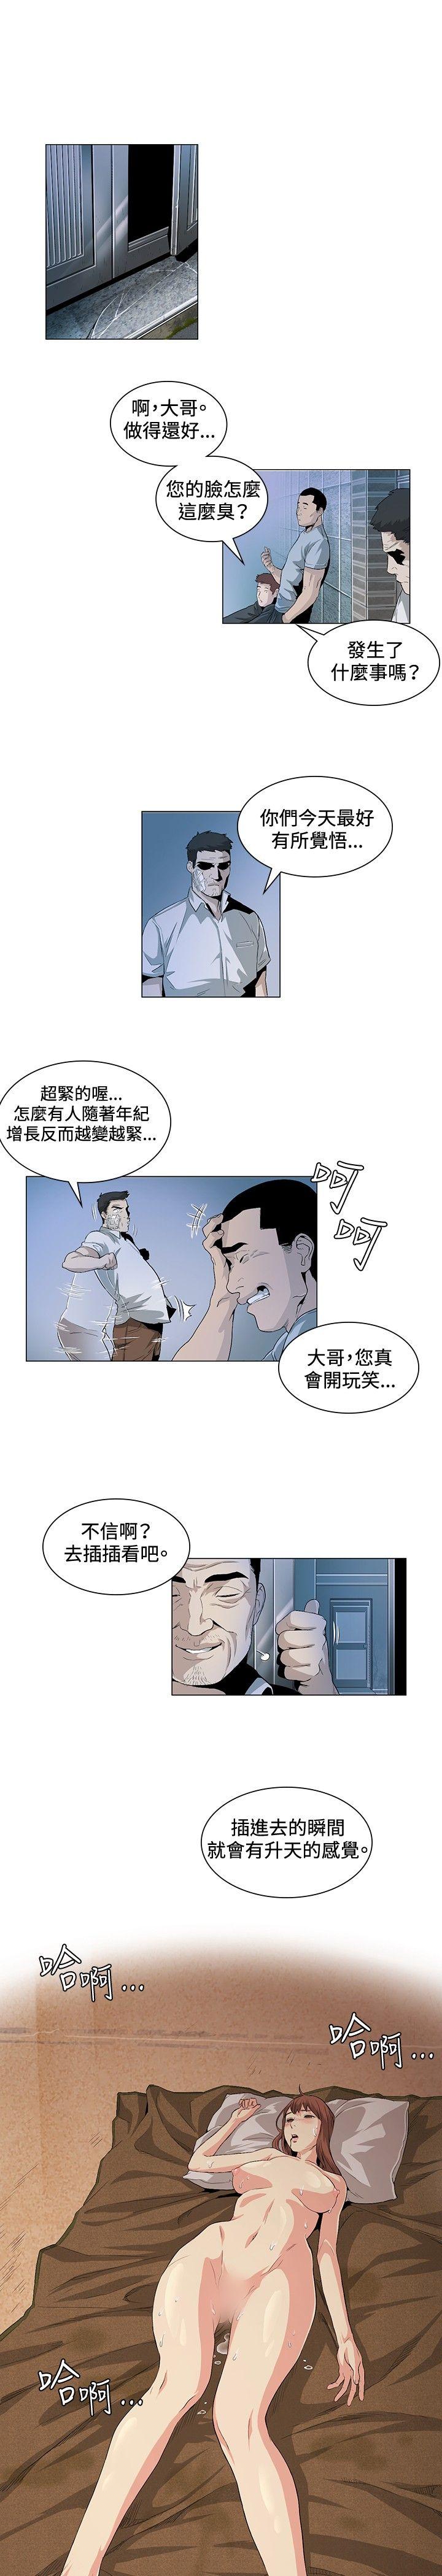 啊，大哥。
做得還好...
您的臉怎麼
這麼臭？
發生了
什麼事嗎？
你們今天最好
有所覺悟...
超緊的喔...
怎麼有人隨著年紀
增長反而越變越緊...
呵
呵
大哥，您真
會開玩笑...
不信啊？
去插插看吧。
插進去的瞬間
就會有升天的感覺。
哈啊...
哈啊...
哈啊...